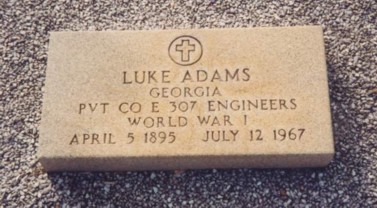 LUKE ADAMS
GEORGIA
PVT CO E 307 ENGINEERS
WORLD WAR I
APRIL 5 1895 JULY 12 1967